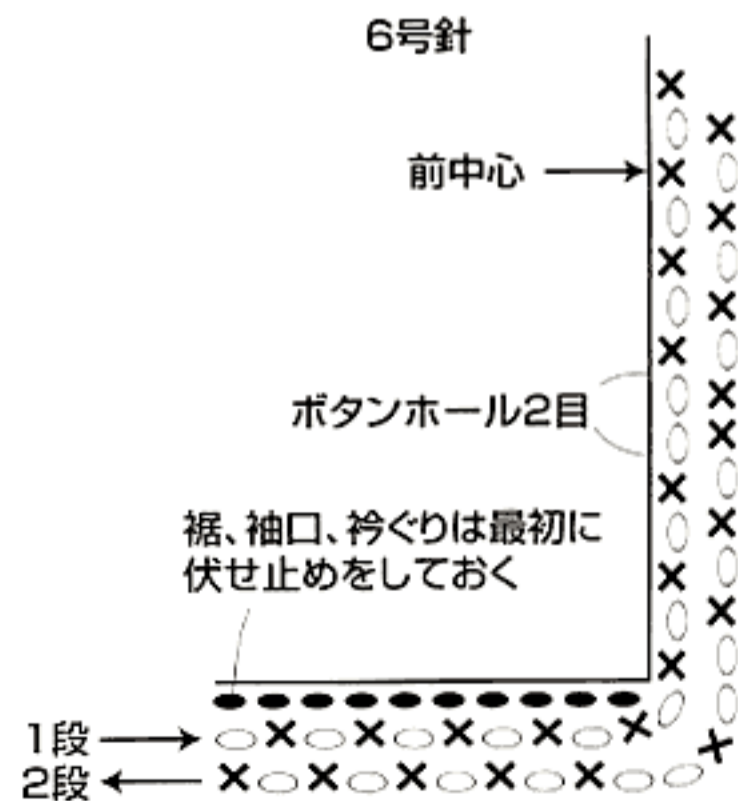 6号針
前中心
ボタンホール2目
裾、袖口、衿ぐりは最初に
伏せ止めをしておく
1段
2段